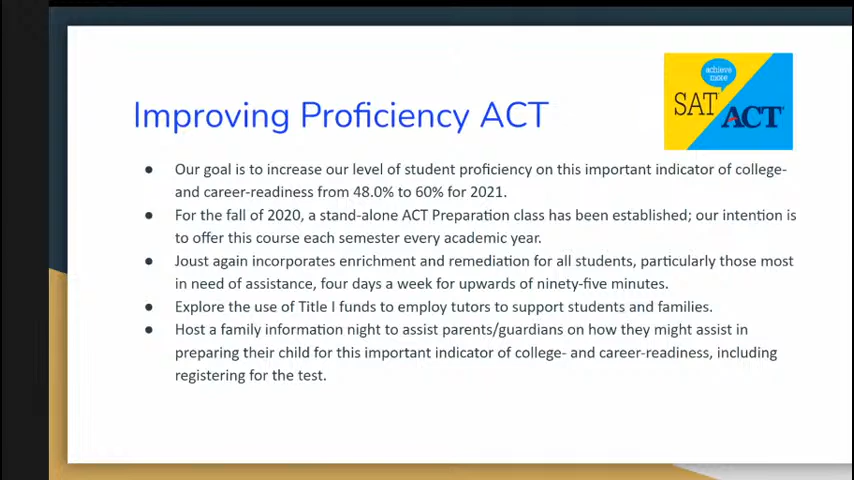 achieve
more
SAT
ACT
Improving Proficiency ACT
● Our goal is to increase our level of student proficiency on this important indicator of college-
and career-readiness from 48.0% to 60% for 2021.
● For the fall of 2020, a stand-alone ACT Preparation class has been established; our intention is
to offer this course each semester every academic year.
● Joust again incorporates enrichment and remediation for all students, particularly those most
in need of assistance, four days a week for upwards of ninety-five minutes.
● Explore the use of Title I funds to employ tutors to support students and families.
● Host a family information night to assist parents/guardians on how they might assist in
preparing their child for this important indicator of college- and career-readiness, including
registering for the test.